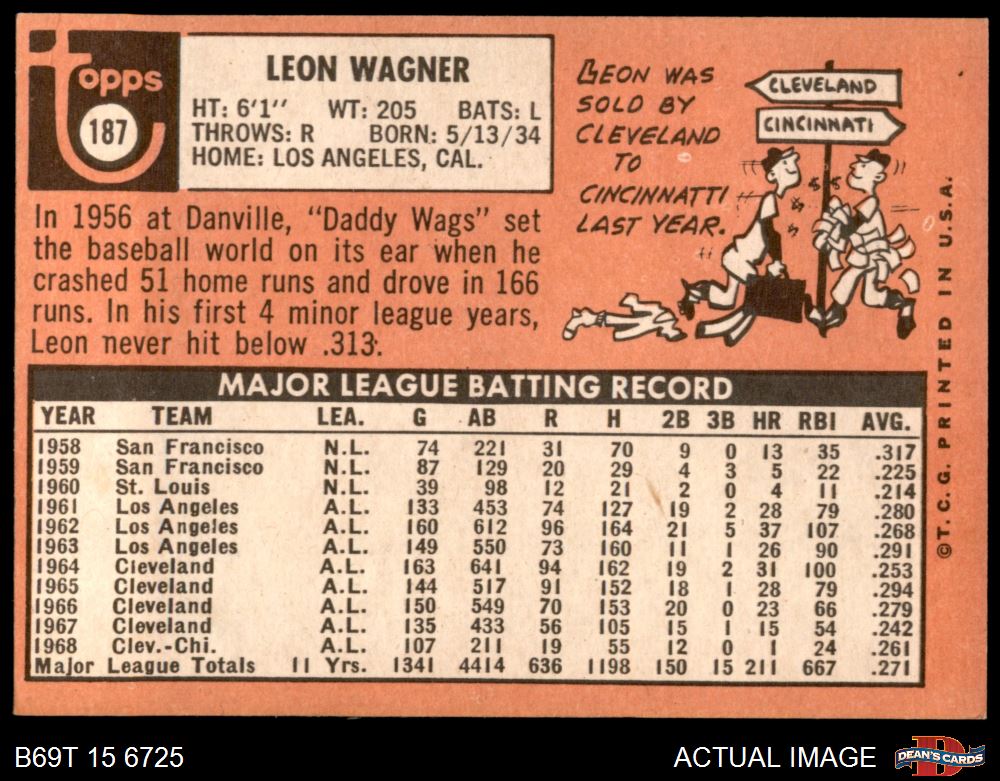 topps
187
LEON WAGNER
HT: 6'1" WT: 205 BATS: L
THROWS: R BORN: 5/13/34
HOME: LOS ANGELES, CAL.
LEON WAS
SOLD BY
CLEVELAND
TO
CINCINNATTI
LAST YEAR.
CLEVELAND
CINCINNATI
In 1956 at Danville, "Daddy Wags" set
the baseball world on its ear when he
crashed 51 home runs and drove in 166
runs. In his first 4 minor league years,
Leon never hit below .313.
MAJOR LEAGUE BATTING RECORD
YEAR TEAM LEA. G AB R H 2B 3B HR RBI AVG.
1958 San Francisco N.L. 74 221 31 70 9 0 13 35 .317
1959 San Francisco N.L. 87 129 20 29 4 3 5 22 .225
1960 St. Louis N.L. 39 98 12 21 2 0 4 11 .214
1961 Los Angeles A.L. 133 453 74 127 19 2 28 79 .280
1962 Los Angeles A.L. 160 612 96 164 21 5 37 107 .268
1963 Los Angeles A.L. 149 550 73 160 11 1 26 90 .291
1964 Cleveland A.L. 163 641 94 162 19 2 31 100 .253
1965 Cleveland A.L. 144 517 91 152 18 1 28 79 .294
1966 Cleveland A.L. 150 549 70 153 20 0 23 66 .279
1967 Cleveland A.L. 135 433 56 105 15 1 15 54 .242
1968 Clev.-Chi. A.L. 107 211 19 55 12 0 1 24 .261
Major League Totals 11 Yrs. 1341 4414 636 1198 150 15 211 667 .271
© T. C. G. PRINTED IN U.S.A.
B69T 15 6725
ACTUAL IMAGE
D
DEAN'S CARDS